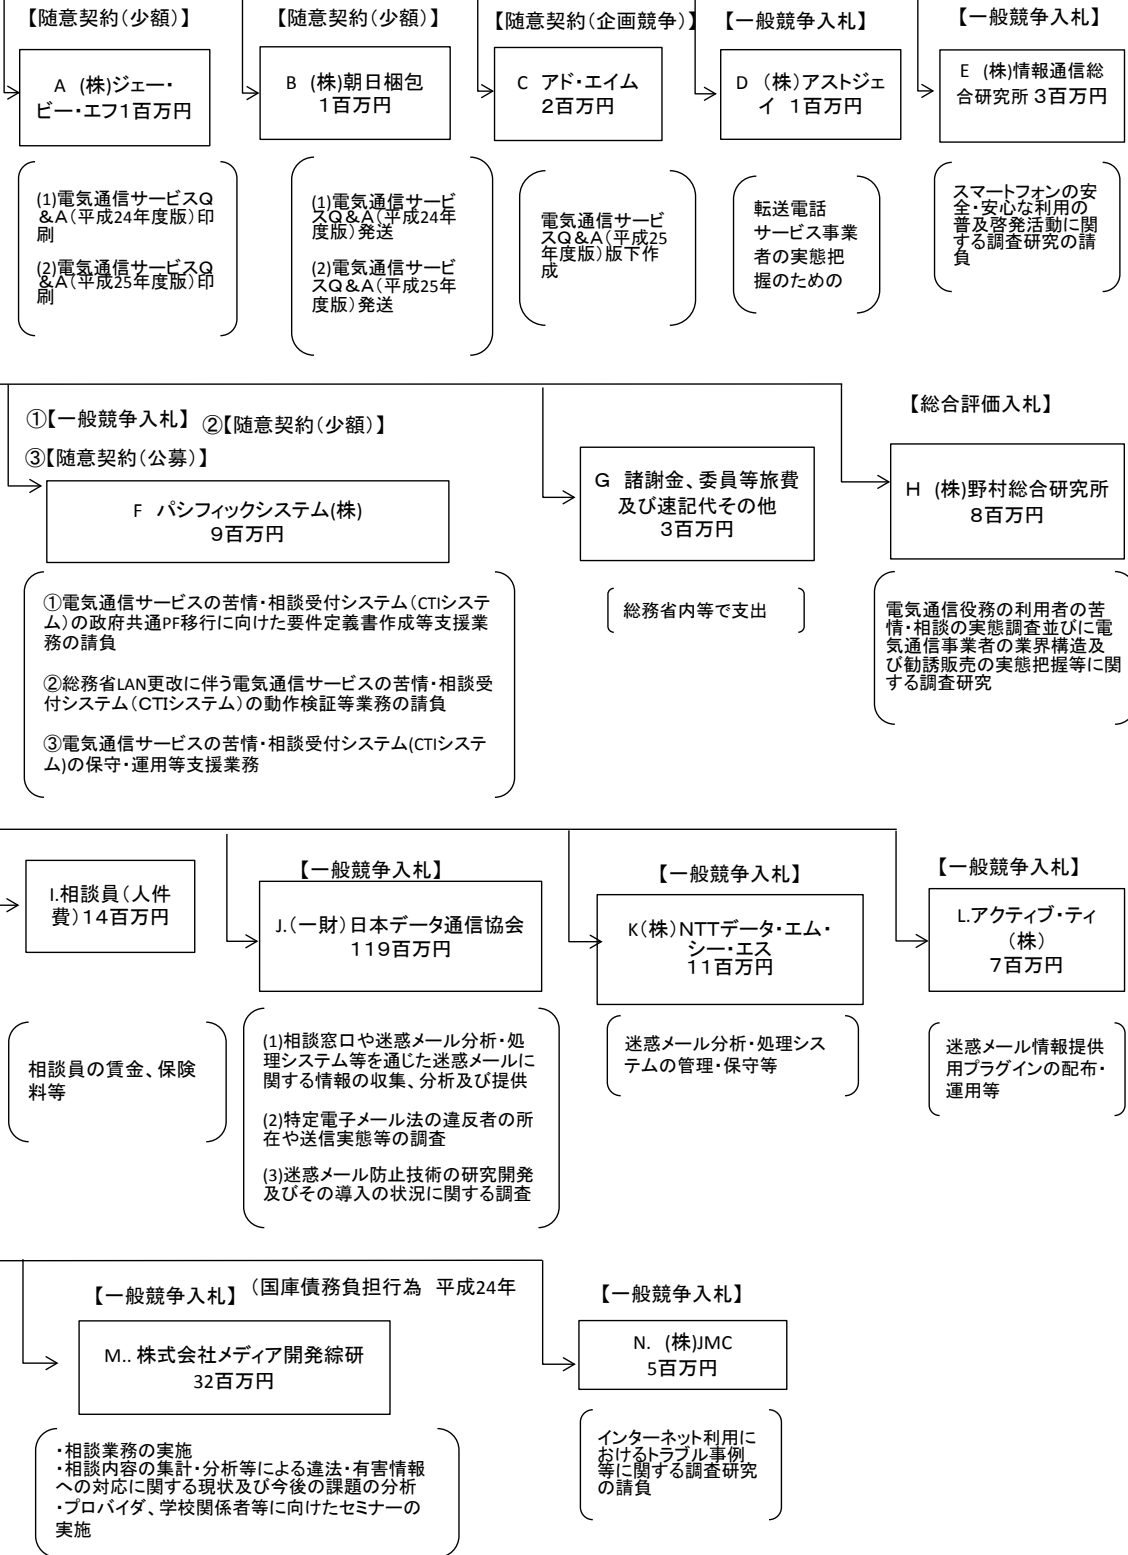 【随意契約(少額)】
【随意契約(少額)】
【随意契約(企画競争)】
【一般競争入札】
【一般競争入札】
A (株)ジェー・
ビー・エフ1百万円
B (株)朝日梱包
1百万円
C アド・エイム
2百万円
D (株)アストジェ
イ 1百万円
E (株)情報通信総
合研究所 3百万円
(1)電気通信サービスQ
&A(平成24年度版)印
刷
(2)電気通信サービスQ
&A(平成25年度版)印
刷
(1)電気通信サービ
スQ&A(平成24年
度版)発送
(2)電気通信サービ
スQ&A(平成25年
度版)発送
電気通信サービ
スQ&A(平成25
年度版)版下作
成
転送電話
サービス事業
者の実態把
握のための
スマートフォンの安
全・安心な利用の
普及啓発活動に関
する調査研究の請
負
①【一般競争入札】 ②【随意契約(少額)】
③【随意契約(公募)】
【総合評価入札】
F パシフィックシステム(株)
9百万円
G 諸謝金、委員等旅費
及び速記代その他
3百万円
H (株)野村総合研究所
8百万円
①電気通信サービスの苦情・相談受付システム(CTIシステ
ム)の政府共通PF移行に向けた要件定義書作成等支援業
務の請負
②総務省LAN更改に伴う電気通信サービスの苦情・相談受
付システム(CTIシステム)の動作検証等業務の請負
③電気通信サービスの苦情・相談受付システム(CTIシステ
ム)の保守・運用等支援業務
総務省内等で支出
電気通信役務の利用者の苦
情・相談の実態調査並びに電
気通信事業者の業界構造及
び勧誘販売の実態把握等に関
する調査研究
【一般競争入札】
【一般競争入札】
【一般競争入札】
I.相談員(人件
費)14百万円
J.(一財)日本データ通信協会
119百万円
K(株)NTTデータ・エム・
シー・エス
11百万円
L.アクティブ・ティ
(株)
7百万円
相談員の賃金、保険
料等
(1)相談窓口や迷惑メール分析・処
理システム等を通じた迷惑メールに
関する情報の収集、分析及び提供
(2)特定電子メール法の違反者の所
在や送信実態等の調査
(3)迷惑メール防止技術の研究開発
及びその導入の状況に関する調査
迷惑メール分析・処理シス
テムの管理・保守等
迷惑メール情報提供
用プラグインの配布・
運用等
【一般競争入札】 (国庫債務負担行為 平成24年
【一般競争入札】
M.. 株式会社メディア開発綜研
32百万円
N. (株)JMC
5百万円
・相談業務の実施
・相談内容の集計・分析等による違法・有害情報
への対応に関する現状及び今後の課題の分析
・プロバイダ、学校関係者等に向けたセミナーの
実施
インターネット利用に
おけるトラブル事例
等に関する調査研究
の請負